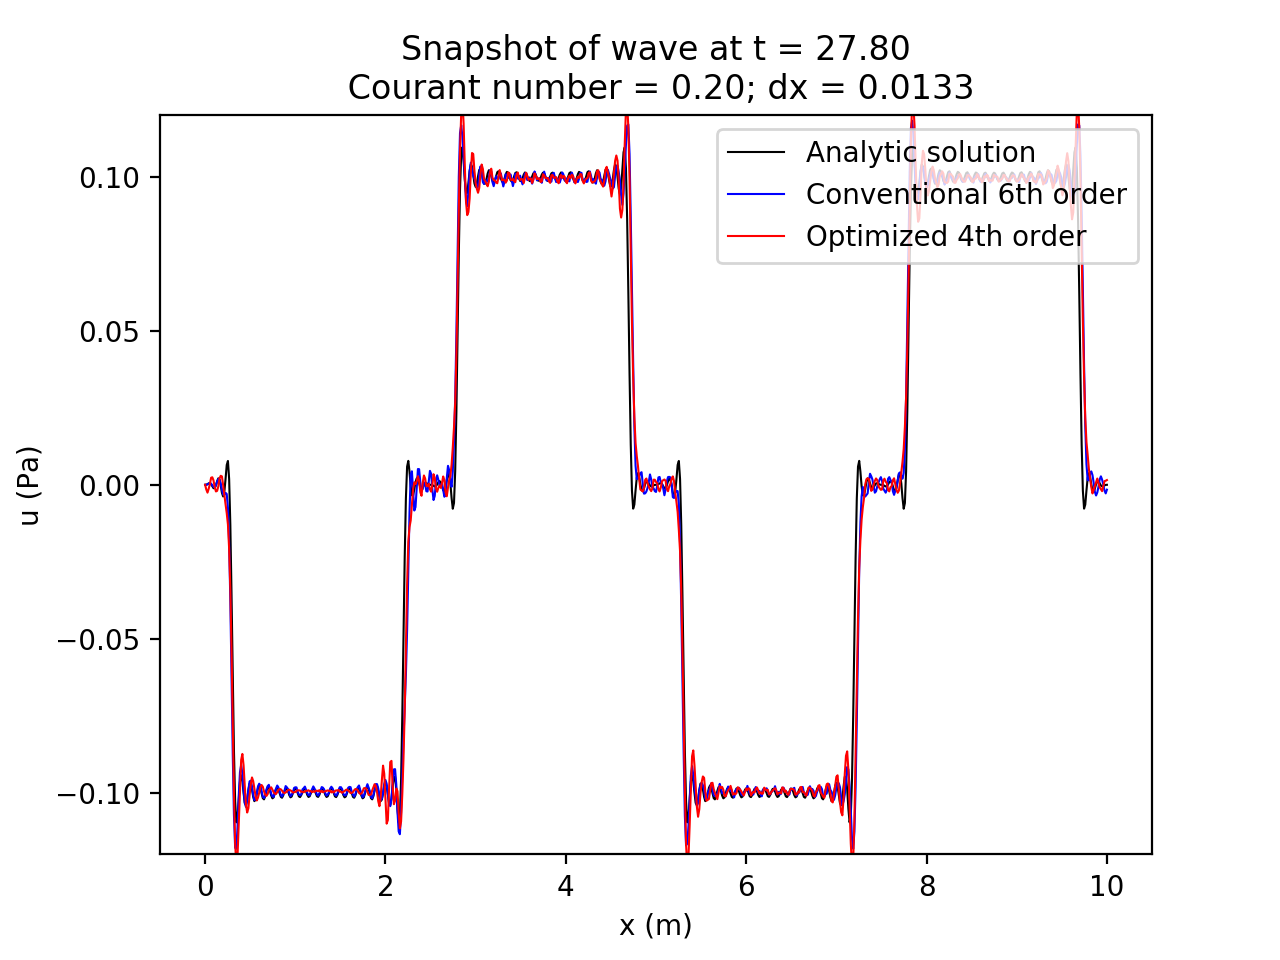 Snapshot of wave at t = 27.80
Courant number = 0.20; dx = 0.0133
Analytic solution
Conventional 6th order
Optimized 4th order
0.10
0.05
0.00
−0.05
−0.10
u (Pa)
0 2 4 6 8 10
x (m)